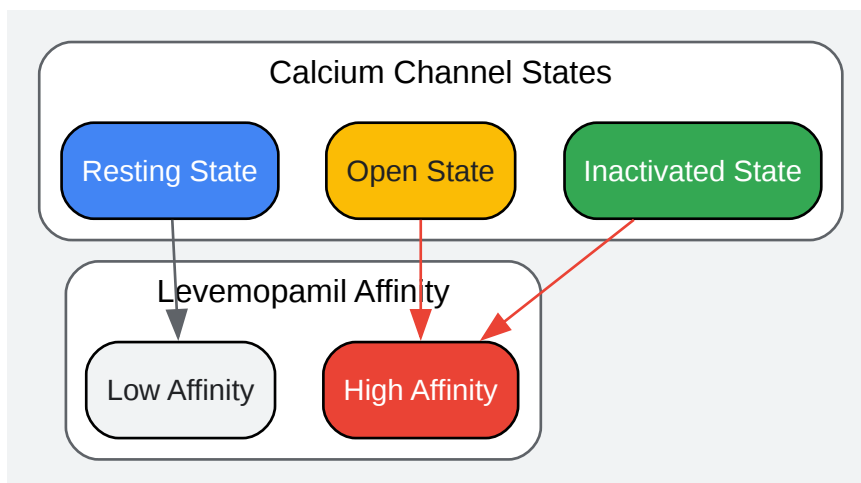 Calcium Channel States
Resting State
Open State
Inactivated State
Levemopamil Affinity
Low Affinity
High Affinity